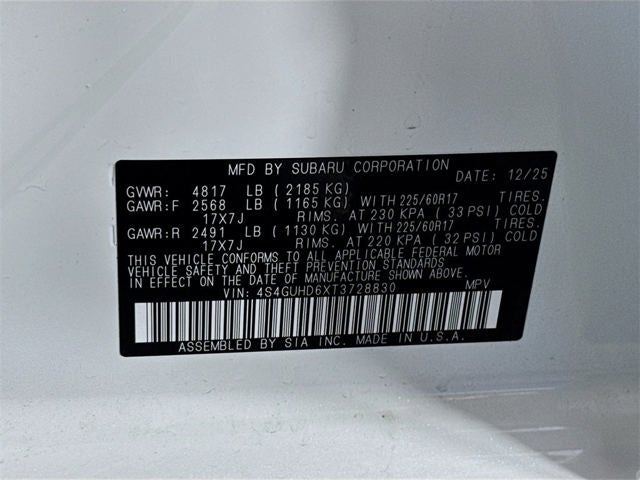 MFD BY SUBARU CORPORATION DATE: 12/25
GVWR: 4817 LB ( 2185 KG)
GAWR:F 2568 LB ( 1165 KG) WITH 225/60R17 TIRES.
17X7J RIMS. AT 230 KPA ( 33 PSI) COLD
GAWR:R 2491 LB ( 1130 KG) WITH 225/60R17 TIRES.
17X7J RIMS. AT 220 KPA ( 32 PSI) COLD
THIS VEHICLE CONFORMS TO ALL APPLICABLE FEDERAL MOTOR
VEHICLE SAFETY AND THEFT PREVENTION STANDARDS
IN EFFECT ON THE DATE OF MANUFACTURE SHOWN ABOVE.
VIN: 4S4GUHD6XT3728830 MPV
ASSEMBLED BY SIA INC. MADE IN U.S.A.